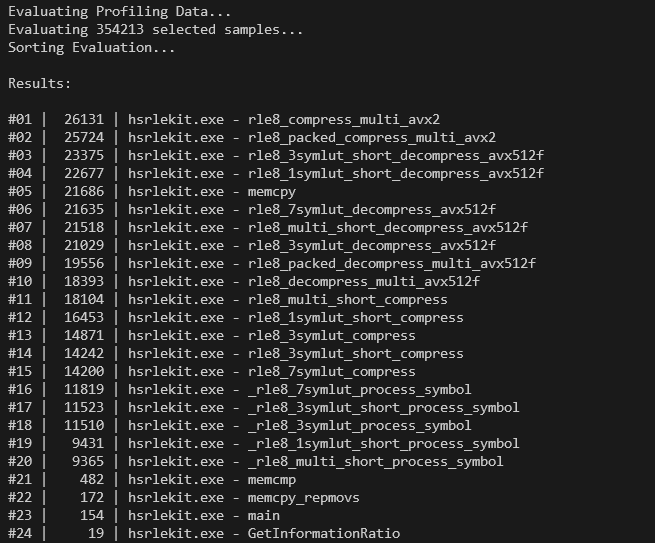 Evaluating Profiling Data...
Evaluating 354213 selected samples...
Sorting Evaluation...
Results:
#01 | 26131 | hsrlekit.exe - rle8_compress_multi_avx2
#02 | 25724 | hsrlekit.exe - rle8_packed_compress_multi_avx2
#03 | 23375 | hsrlekit.exe - rle8_3symlut_short_decompress_avx512f
#04 | 22677 | hsrlekit.exe - rle8_1symlut_short_decompress_avx512f
#05 | 21686 | hsrlekit.exe - memcpy
#06 | 21635 | hsrlekit.exe - rle8_7symlut_decompress_avx512f
#07 | 21518 | hsrlekit.exe - rle8_multi_short_decompress_avx512f
#08 | 21029 | hsrlekit.exe - rle8_3symlut_decompress_avx512f
#09 | 19556 | hsrlekit.exe - rle8_packed_decompress_multi_avx512f
#10 | 18393 | hsrlekit.exe - rle8_decompress_multi_avx512f
#11 | 18104 | hsrlekit.exe - rle8_multi_short_compress
#12 | 16453 | hsrlekit.exe - rle8_1symlut_short_compress
#13 | 14871 | hsrlekit.exe - rle8_3symlut_compress
#14 | 14242 | hsrlekit.exe - rle8_3symlut_short_compress
#15 | 14200 | hsrlekit.exe - rle8_7symlut_compress
#16 | 11819 | hsrlekit.exe - _rle8_7symlut_process_symbol
#17 | 11523 | hsrlekit.exe - _rle8_3symlut_short_process_symbol
#18 | 11510 | hsrlekit.exe - _rle8_3symlut_process_symbol
#19 | 9431 | hsrlekit.exe - _rle8_1symlut_short_process_symbol
#20 | 9365 | hsrlekit.exe - _rle8_multi_short_process_symbol
#21 | 482 | hsrlekit.exe - memcmp
#22 | 172 | hsrlekit.exe - memcpy_repmovs
#23 | 154 | hsrlekit.exe - main
#24 | 19 | hsrlekit.exe - GetInformationRatio